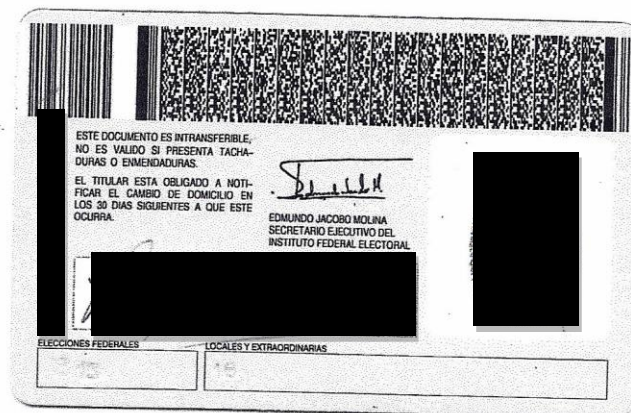 ESTE DOCUMENTO ES INTRANSFERIBLE,
NO ES VALIDO SI PRESENTA TACHA-
DURAS O ENMENDADURAS.
EL TITULAR ESTA OBLIGADO A NOTI-
FICAR EL CAMBIO DE DOMICILIO EN
LOS 30 DIAS SIGUIENTES A QUE ESTE
OCURRA.
EDMUNDO JACOBO MOLINA
SECRETARIO EJECUTIVO DEL
INSTITUTO FEDERAL ELECTORAL
ELECCIONES FEDERALES
LOCALES Y EXTRAORDINARIAS